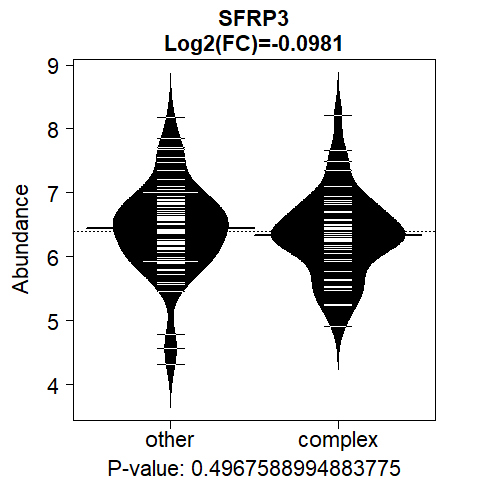 SFRP3
Log2(FC)=-0.0981
9
8
7
6
5
4
Abundance
other complex
P-value: 0.4967588994883775